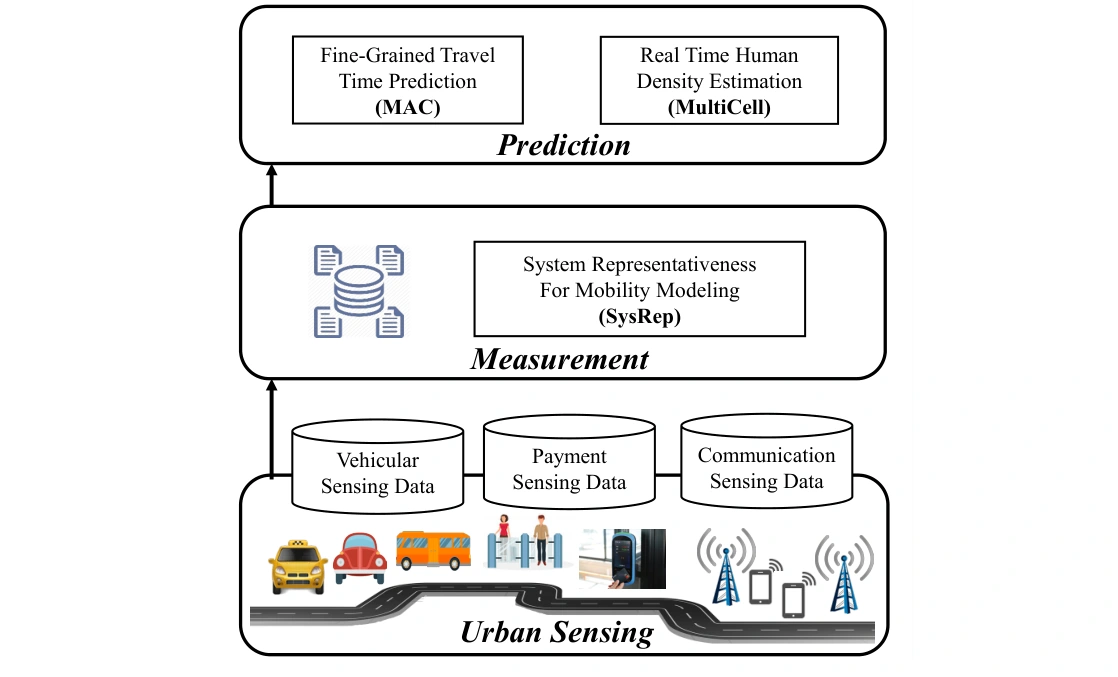 Fine-Grained Travel
Time Prediction
(MAC)
Real Time Human
Density Estimation
(MultiCell)
Prediction
System Representativeness
For Mobility Modeling
(SysRep)
Measurement
Vehicular
Sensing Data
Payment
Sensing Data
Communication
Sensing Data
Urban Sensing